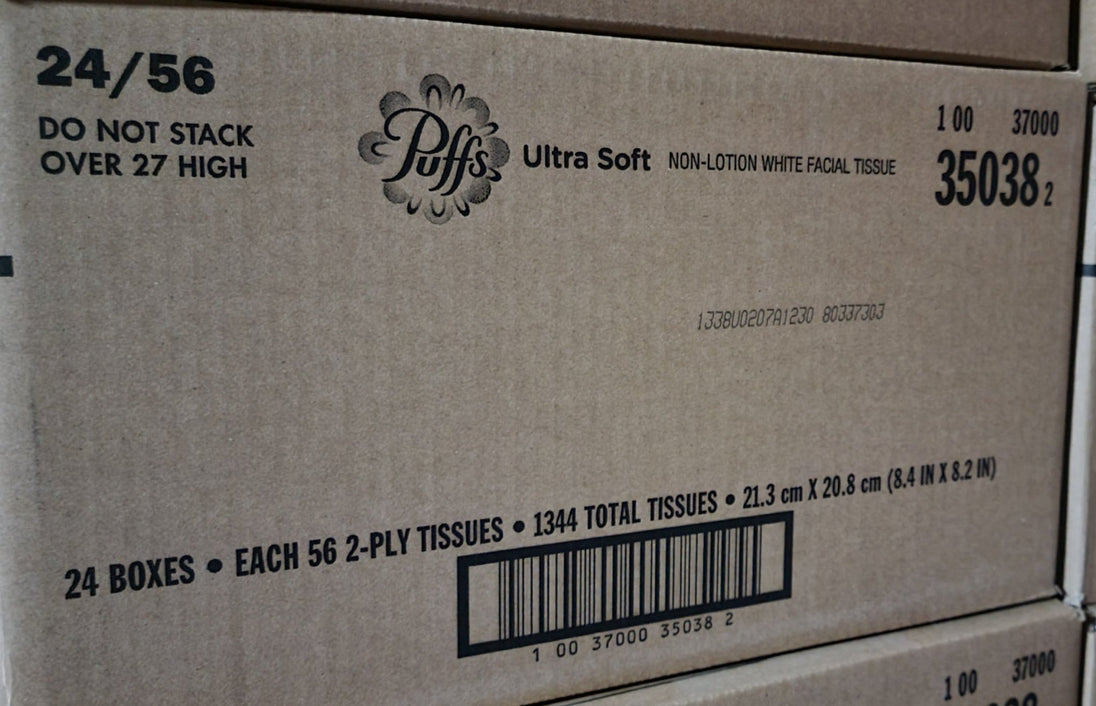 24/56
DO NOT STACK
OVER 27 HIGH
Puffs Ultra Soft NON-LOTION WHITE FACIAL TISSUE
1 00 37000
35038 2
1338U0207A1230 80337303
24 BOXES • EACH 56 2-PLY TISSUES • 1344 TOTAL TISSUES • 21.3 cm X 20.8 cm (8.4 IN X 8.2 IN)
1 00 37000 35038 2
1 00 37000